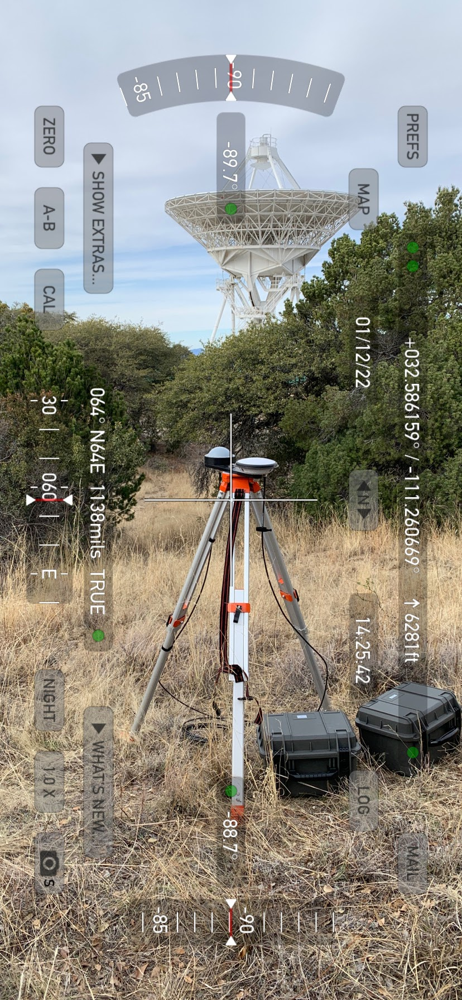 PREFS +032.586159° / -111.260669° ↑ 6281ft MAIL
MAP 01/12/22 ◀N▶ 14:25:42 LOG
-90 -89.7° -88.7° -90
-85 -85
▶ SHOW EXTRAS... 064° N64E 1138mils TRUE ▶ WHAT'S NEW...
ZERO A-B CAL 30 060 E NIGHT 1.0 X S